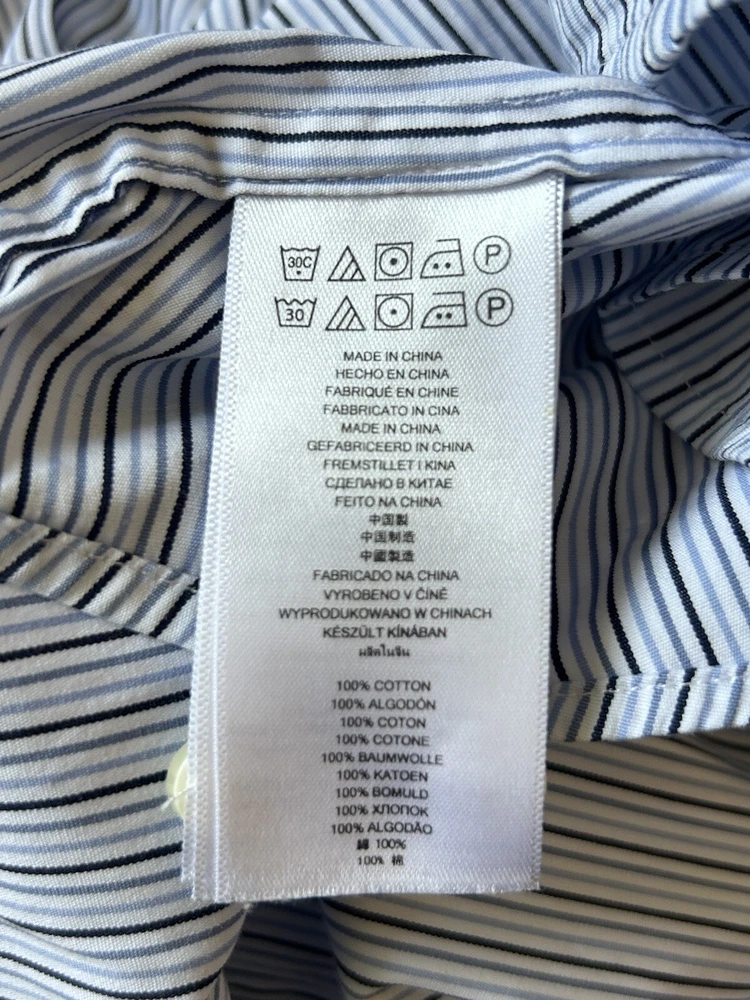 30C P
30 P
MADE IN CHINA
HECHO EN CHINA
FABRIQUÉ EN CHINE
FABBRICATO IN CINA
MADE IN CHINA
GEFABRICEERD IN CHINA
FREMSTILLET I KINA
СДЕЛАНО В КИТАЕ
FEITO NA CHINA
中国製
中国制造
中國製造
FABRICADO NA CHINA
VYROBENO V ČÍNĚ
WYPRODUKOWANO W CHINACH
KÉSZÜLT KÍNÁBAN
ผลิตในจีน
100% COTTON
100% ALGODÓN
100% COTON
100% COTONE
100% BAUMWOLLE
100% KATOEN
100% BOMULD
100% ХЛОПОК
100% ALGODÃO
綿 100%
100% 棉